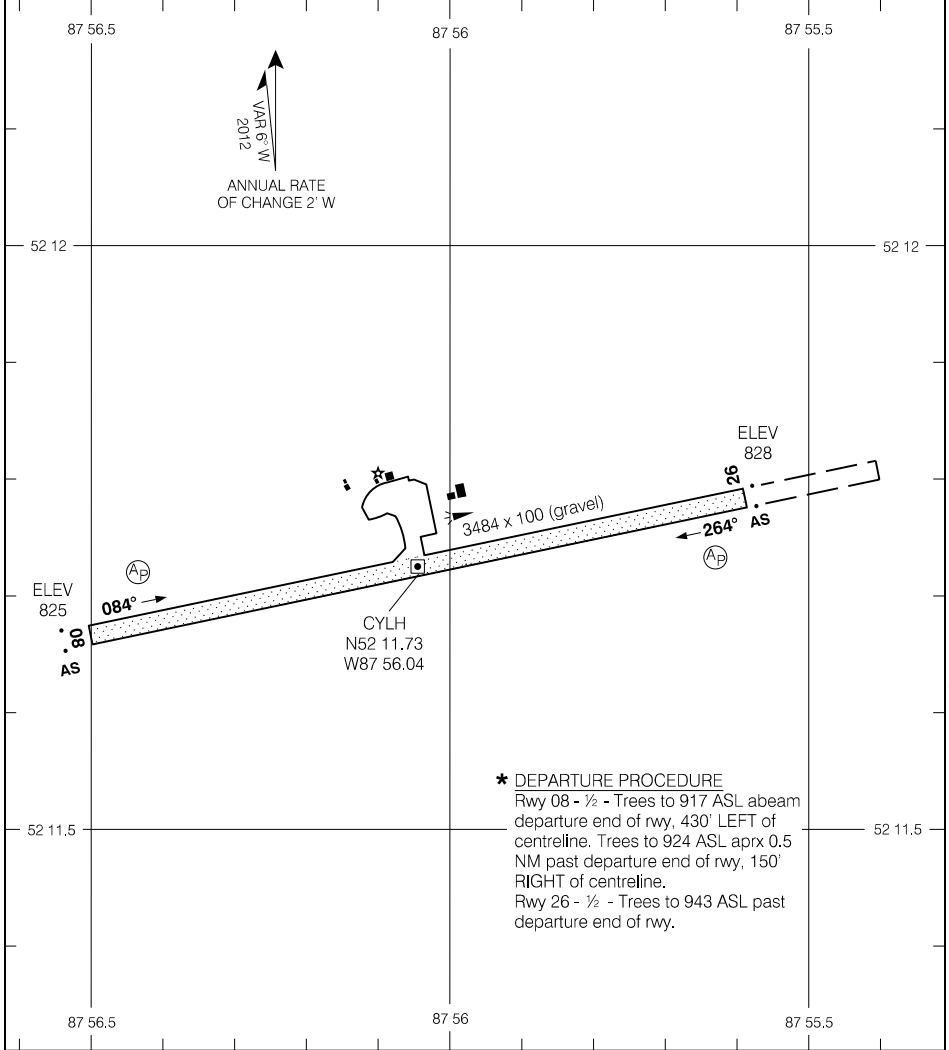 87 56.5
87 56
87 55.5
VAR 6° W
2012
ANNUAL RATE
OF CHANGE 2' W
52 12
52 12
ELEV
828
26
3484 x 100 (gravel)
264°
AS
AP
AP
ELEV
825
084°
08
AS
CYLH
N52 11.73
W87 56.04
* DEPARTURE PROCEDURE
Rwy 08 - ½ - Trees to 917 ASL abeam
departure end of rwy, 430' LEFT of
centreline. Trees to 924 ASL aprx 0.5
NM past departure end of rwy, 150'
RIGHT of centreline.
Rwy 26 - ½ - Trees to 943 ASL past
departure end of rwy.
52 11.5
52 11.5
87 56.5
87 56
87 55.5